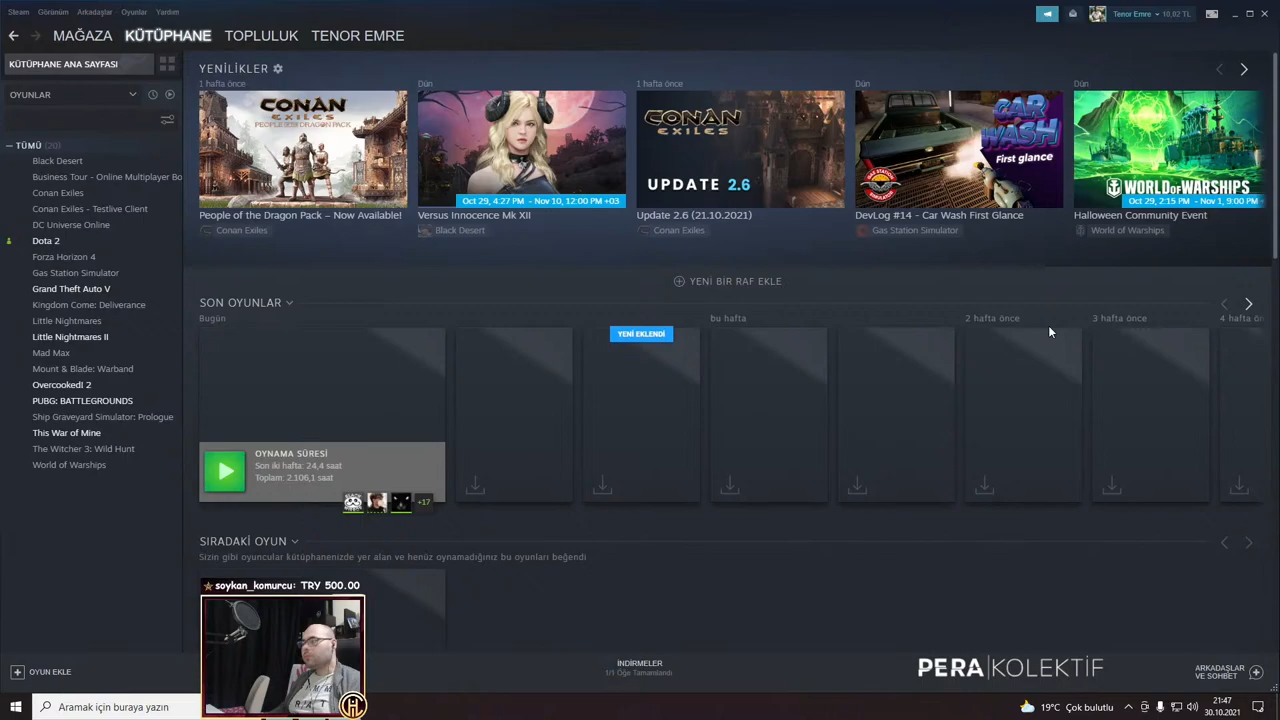 Steam Görünüm Arkadaşlar Oyunlar Yardım
Tenor Emre 10,02 TL
MAĞAZA KÜTÜPHANE TOPLULUK TENOR EMRE
KÜTÜPHANE ANA SAYFASI
OYUNLAR
TÜMÜ (20)
Black Desert
Business Tour - Online Multiplayer Bo
Conan Exiles
Conan Exiles - Testlive Client
DC Universe Online
Dota 2
Forza Horizon 4
Gas Station Simulator
Grand Theft Auto V
Kingdom Come: Deliverance
Little Nightmares
Little Nightmares II
Mad Max
Mount & Blade: Warband
Overcooked! 2
PUBG: BATTLEGROUNDS
Ship Graveyard Simulator: Prologue
This War of Mine
The Witcher 3: Wild Hunt
World of Warships
YENİLİKLER
1 hafta önce
CONAN
EXILES
PEOPLE OF THE DRAGON PACK
People of the Dragon Pack – Now Available!
Conan Exiles
Dün
Oct 29, 4:27 PM - Nov 10, 12:00 PM +03
Versus Innocence Mk XII
Black Desert
1 hafta önce
CONAN
EXILES
UPDATE 2.6
Update 2.6 (21.10.2021)
Conan Exiles
Dün
CAR
WASH
First glance
GAS STATION
SIMULATOR
DevLog #14 - Car Wash First Glance
Gas Station Simulator
Dün
WORLD OF WARSHIPS
Oct 29, 2:15 PM - Nov 1, 9:00 PM
Halloween Community Event
World of Warships
YENİ BİR RAF EKLE
SON OYUNLAR
Bugün
YENİ EKLENDİ
bu hafta
2 hafta önce
3 hafta önce
4 hafta ön
OYNAMA SÜRESİ
Son iki hafta: 24,4 saat
Toplam: 2.106,1 saat
+17
SIRADAKİ OYUN
Sizin gibi oyuncular kütüphanenizde yer alan ve henüz oynamadığınız bu oyunları beğendi
soykan_komurcu: TRY 500.00
OYUN EKLE
İNDİRMELER
1/1 Öğe Tamamlandı
PERA|KOLEKTİF
ARKADAŞLAR
VE SOHBET
Aramak için buraya yazın
19°C Çok bulutlu
21:47
30.10.2021